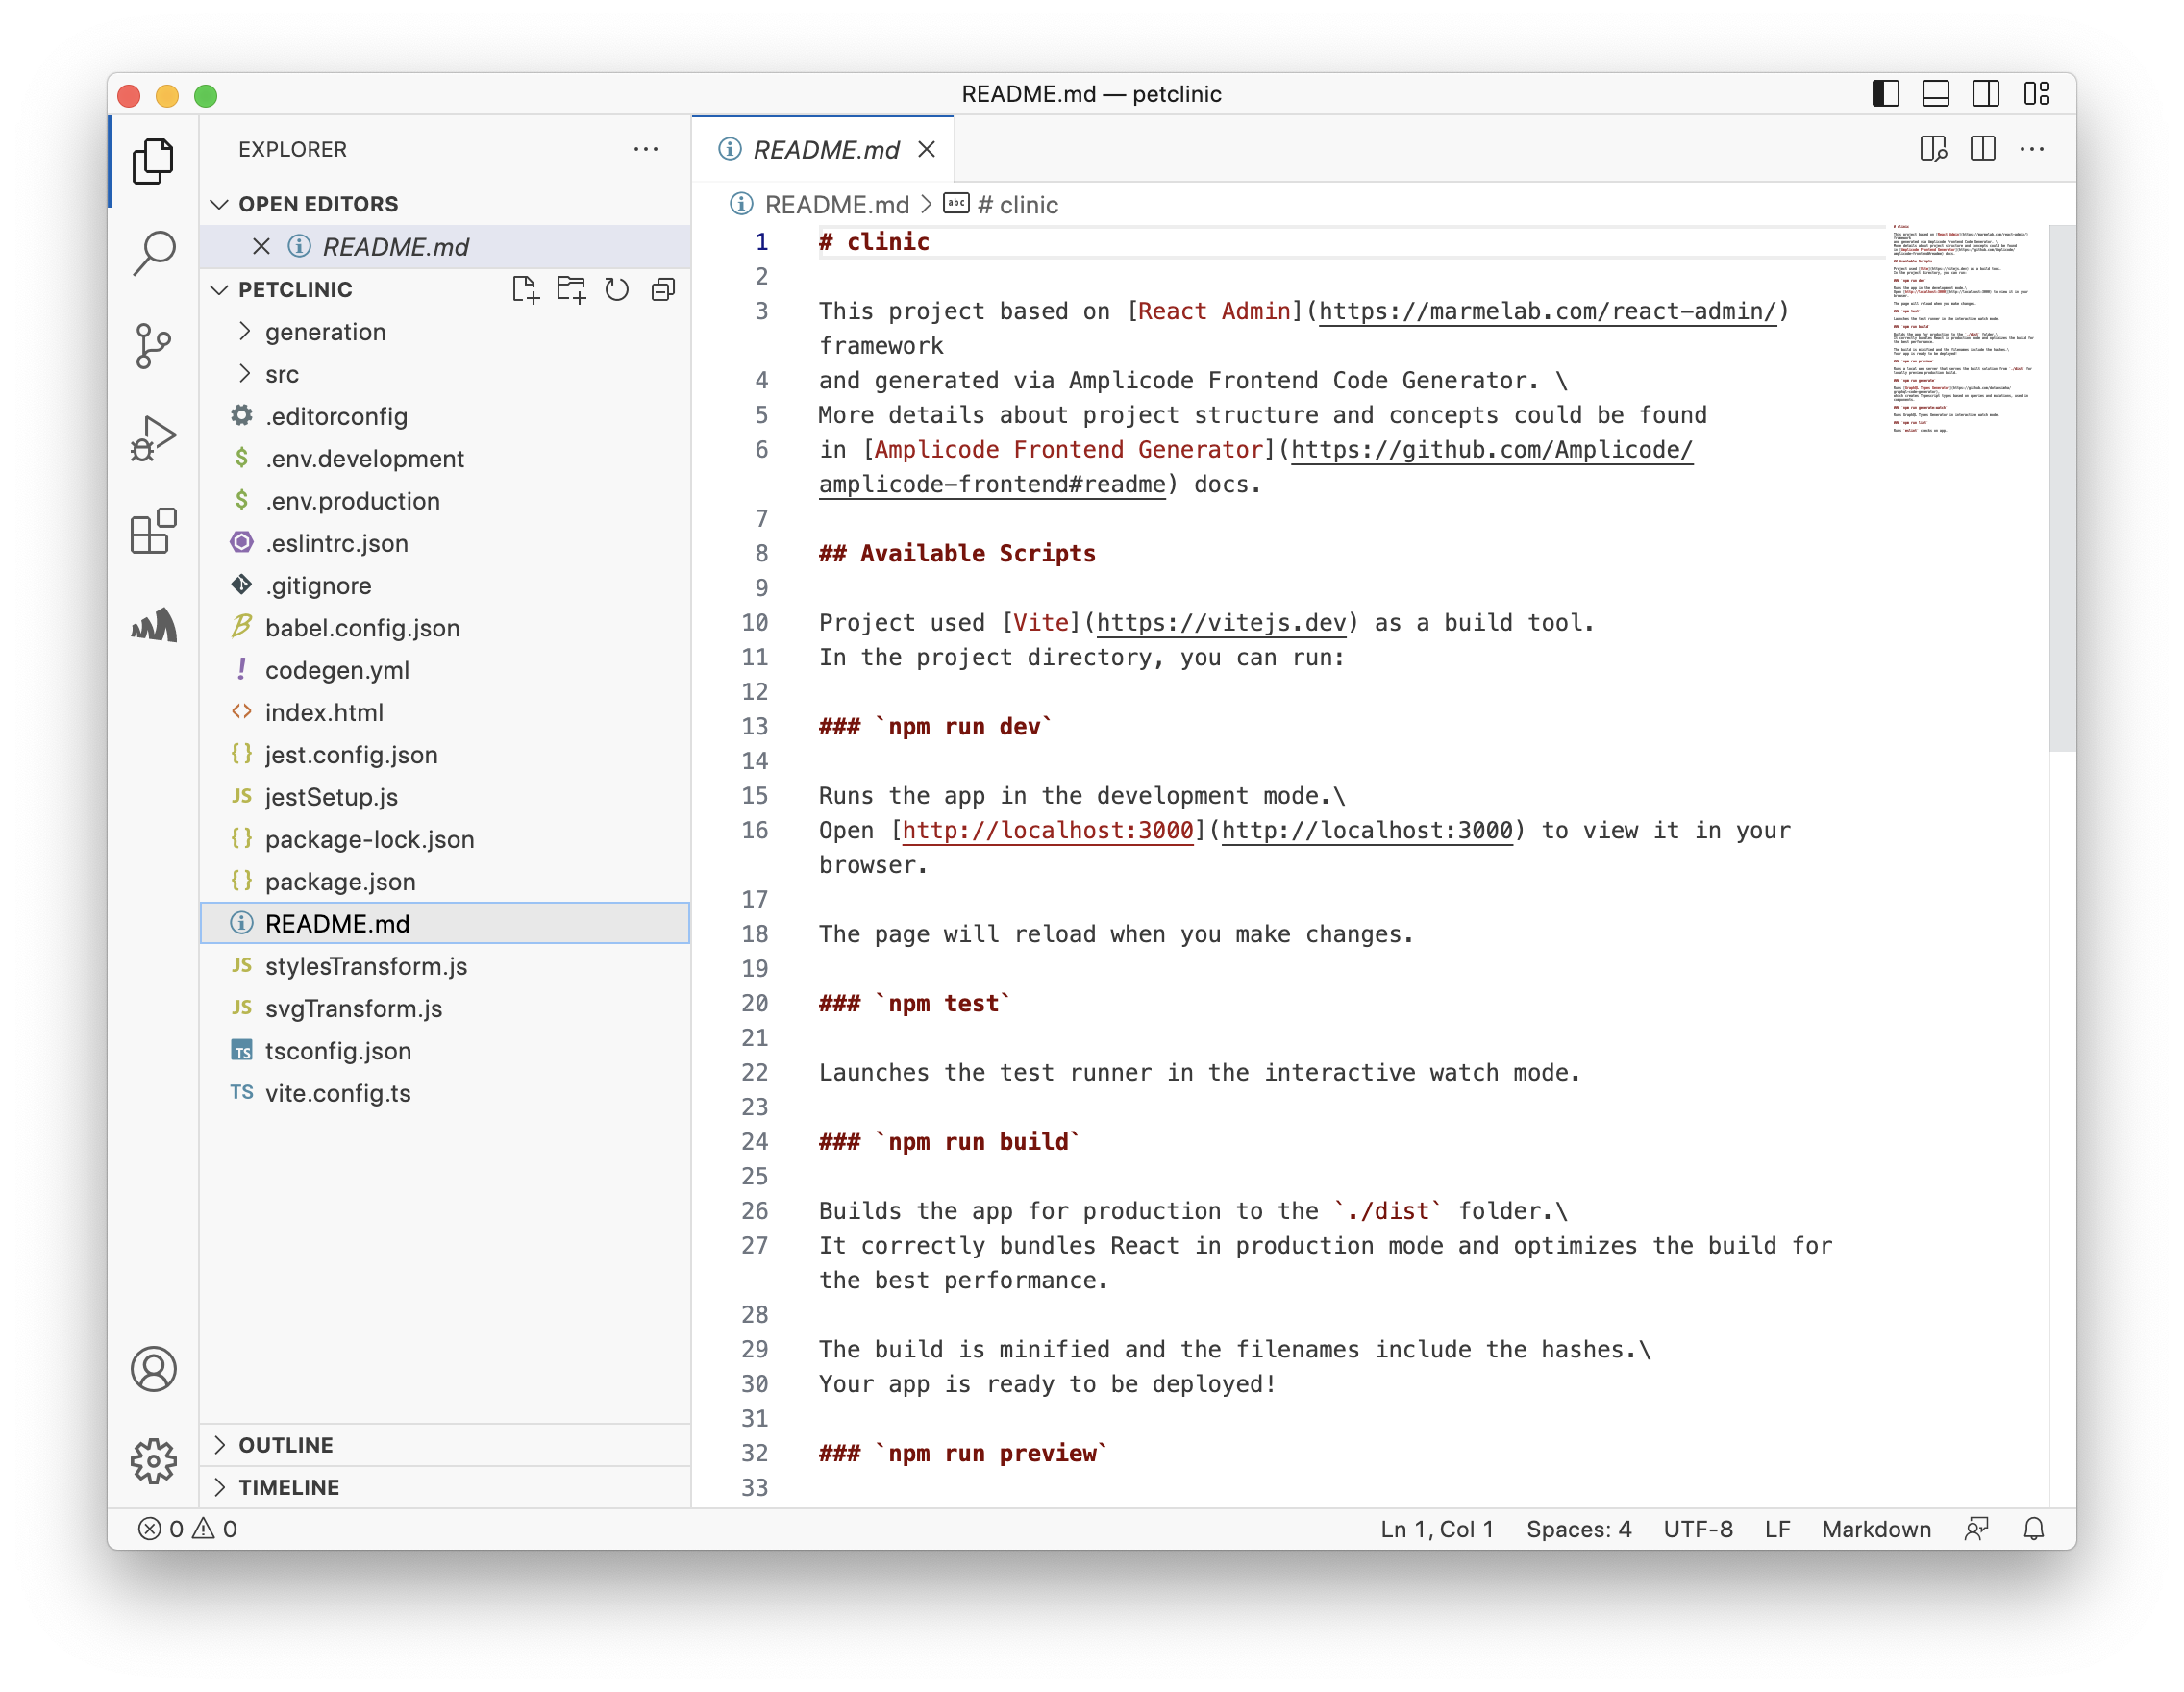 README.md — petclinic
EXPLORER
OPEN EDITORS
README.md
PETCLINIC
generation
src
.editorconfig
$ .env.development
$ .env.production
.eslintrc.json
.gitignore
babel.config.json
! codegen.yml
<> index.html
{} jest.config.json
JS jestSetup.js
{} package-lock.json
{} package.json
README.md
JS stylesTransform.js
JS svgTransform.js
TS tsconfig.json
TS vite.config.ts
OUTLINE
TIMELINE
README.md
README.md > abc # clinic
1 # clinic
2
3 This project based on [React Admin](https://marmelab.com/react-admin/)
framework
4 and generated via Amplicode Frontend Code Generator. \
5 More details about project structure and concepts could be found
6 in [Amplicode Frontend Generator](https://github.com/Amplicode/
amplicode-frontend#readme) docs.
7
8 ## Available Scripts
9
10 Project used [Vite](https://vitejs.dev) as a build tool.
11 In the project directory, you can run:
12
13 ### `npm run dev`
14
15 Runs the app in the development mode.\
16 Open [http://localhost:3000](http://localhost:3000) to view it in your
browser.
17
18 The page will reload when you make changes.
19
20 ### `npm test`
21
22 Launches the test runner in the interactive watch mode.
23
24 ### `npm run build`
25
26 Builds the app for production to the `./dist` folder.\
27 It correctly bundles React in production mode and optimizes the build for
the best performance.
28
29 The build is minified and the filenames include the hashes.\
30 Your app is ready to be deployed!
31
32 ### `npm run preview`
33
0 0
Ln 1, Col 1 Spaces: 4 UTF-8 LF Markdown